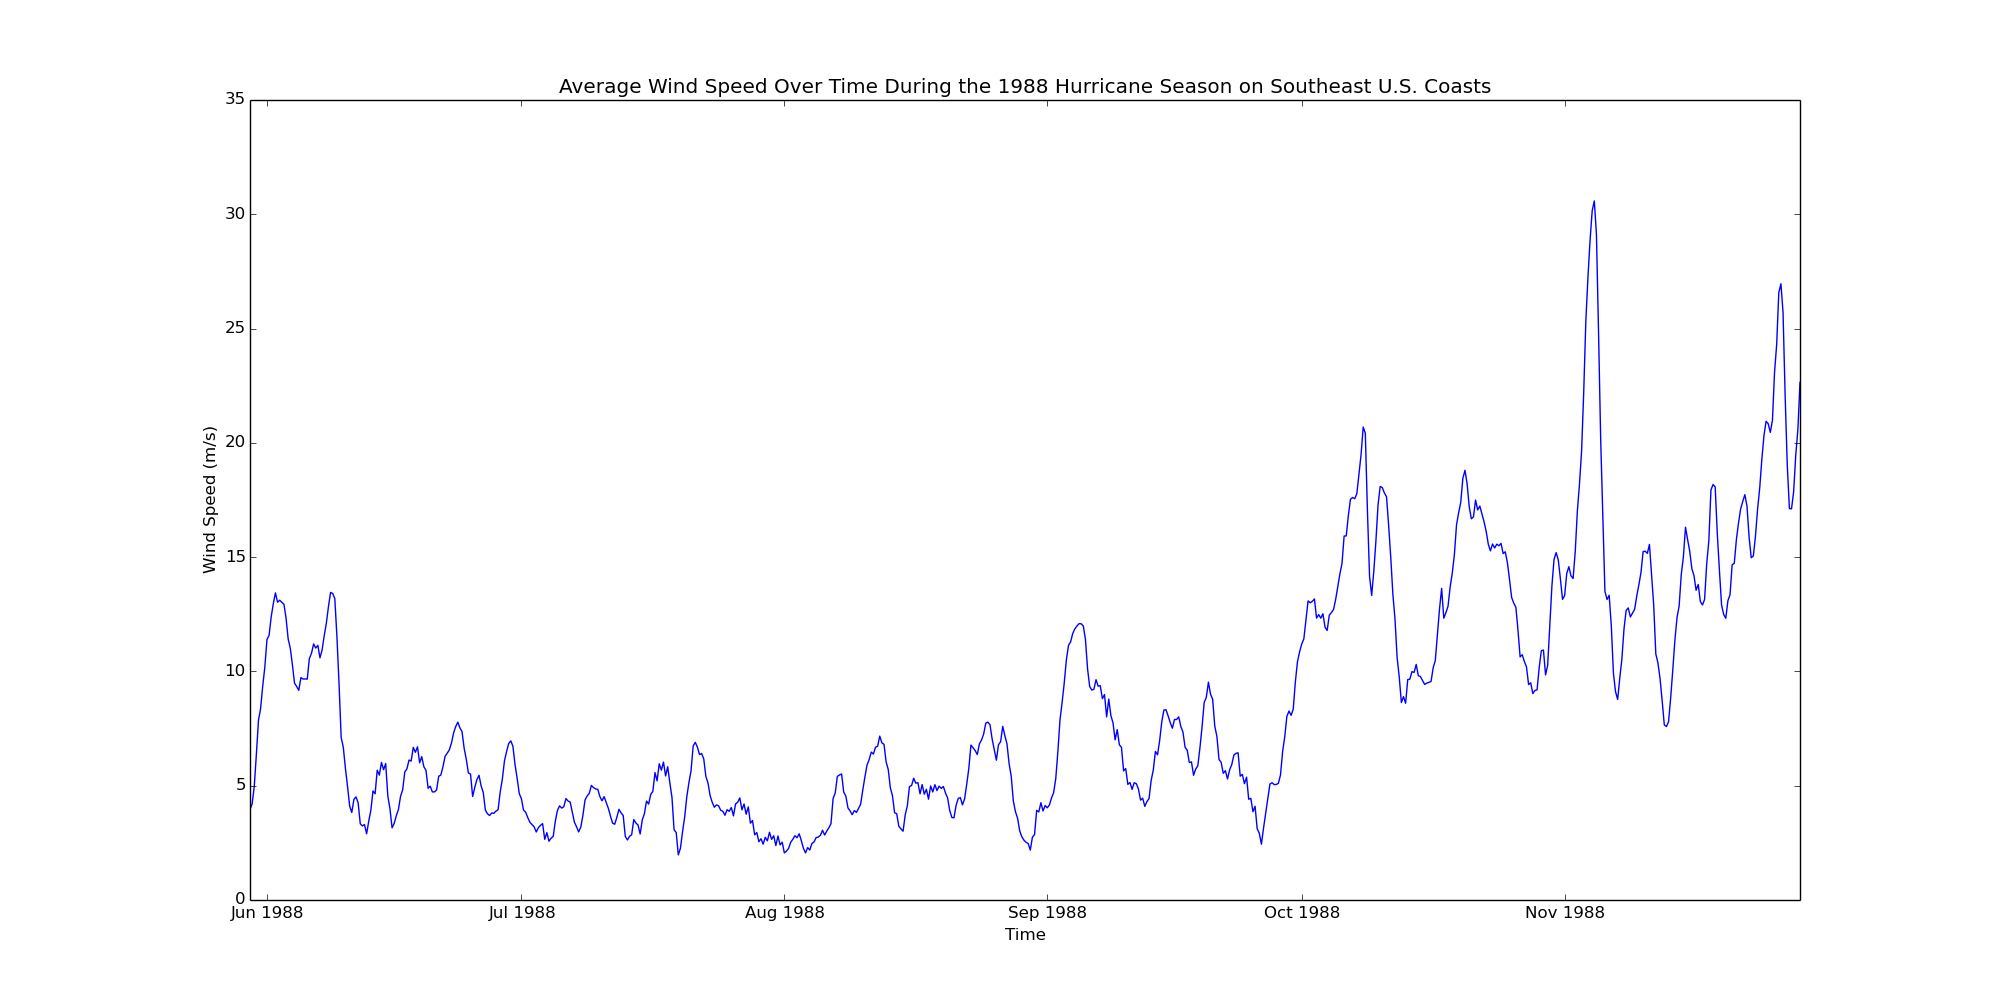 Average Wind Speed Over Time During the 1988 Hurricane Season on Southeast U.S. Coasts
35
30
25
20
15
10
5
0
Wind Speed (m/s)
Jun 1988 Jul 1988 Aug 1988 Sep 1988 Oct 1988 Nov 1988
Time